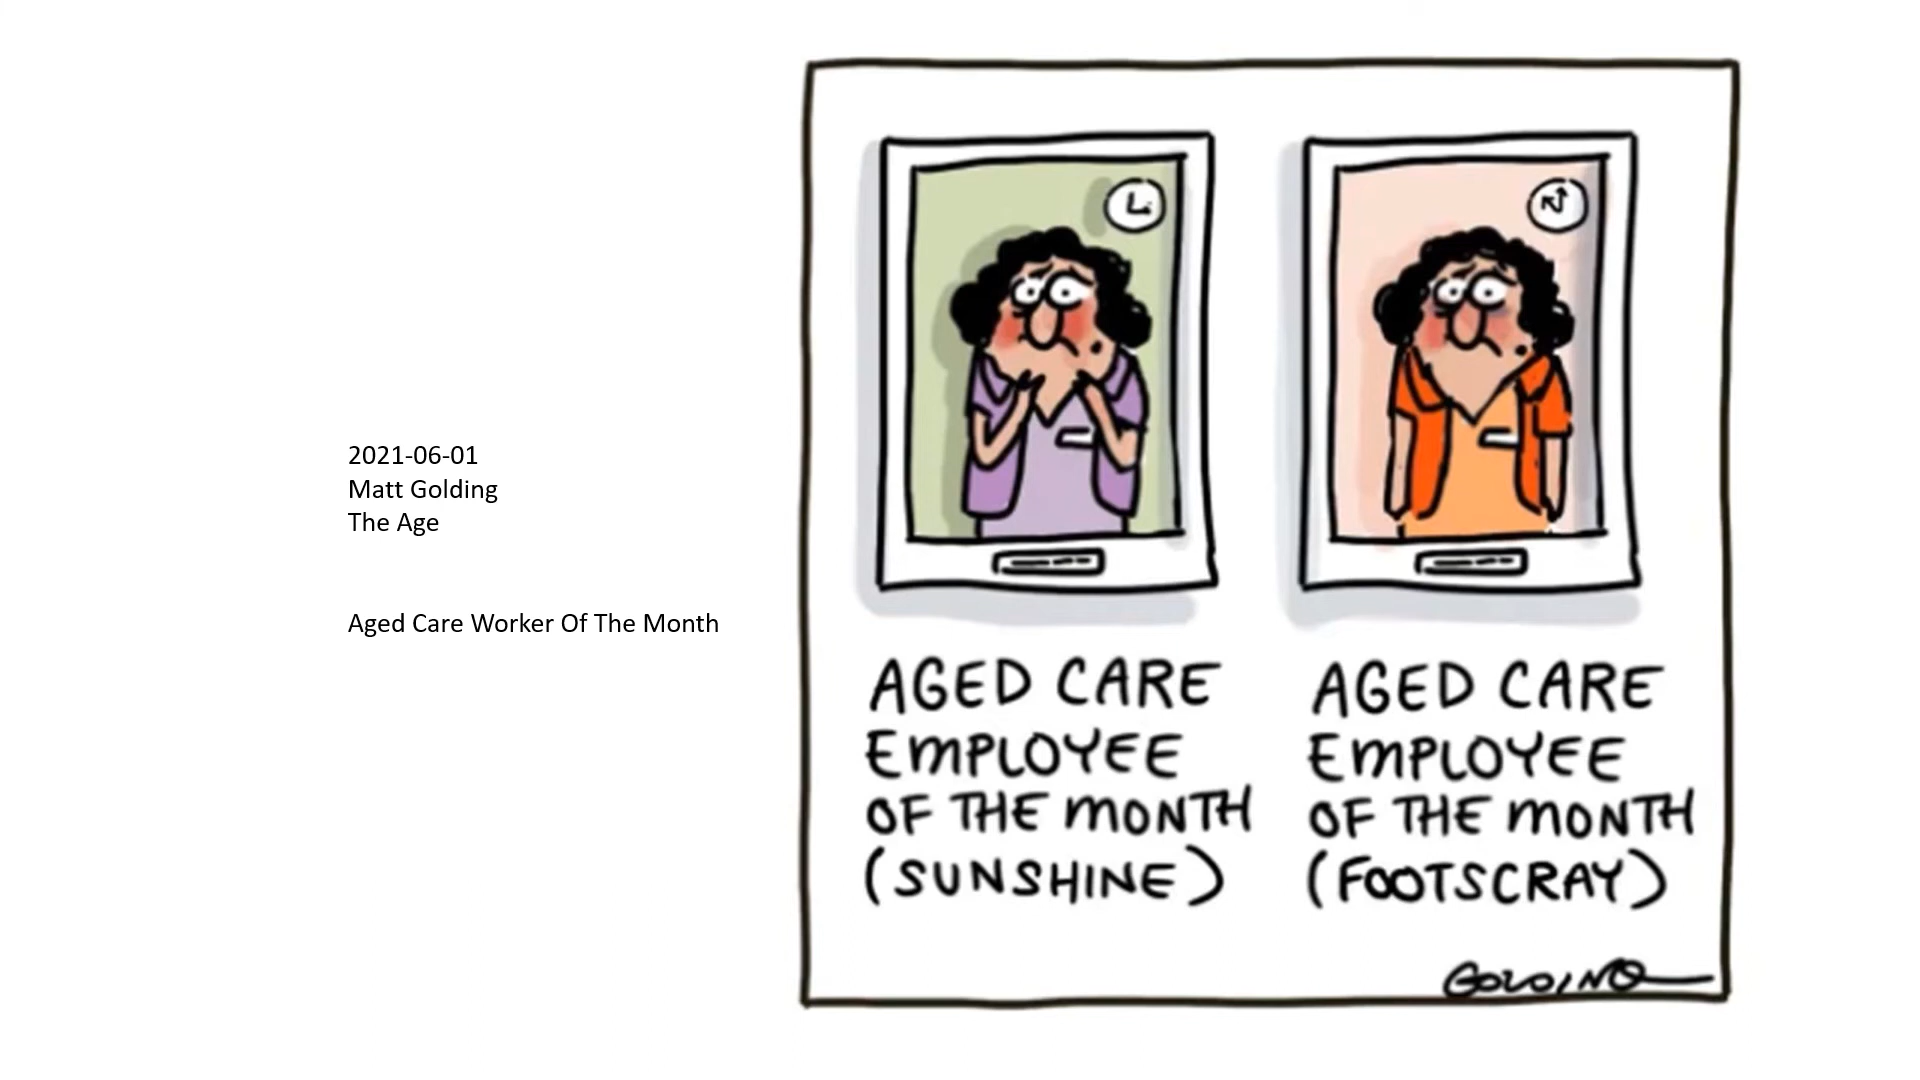 2021-06-01
Matt Golding
The Age
Aged Care Worker Of The Month
AGED CARE
EMPLOYEE
OF THE MONTH
(SUNSHINE)
AGED CARE
EMPLOYEE
OF THE MONTH
(FOOTSCRAY)
GOLDING